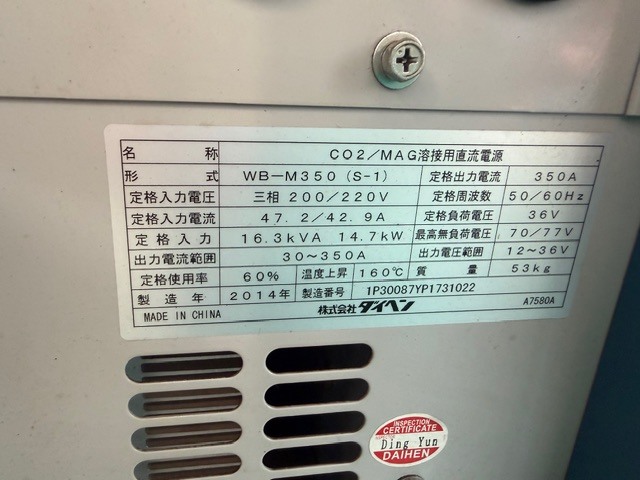 名称 CO2/MAG溶接用直流電源
形式 WB-M350 (S-1) 定格出力電流 350A
定格入力電圧 三相 200/220V 定格周波数 50/60Hz
定格入力電流 47.2/42.9A 定格負荷電圧 36V
定格入力 16.3kVA 14.7kW 最高無負荷電圧 70/77V
出力電流範囲 30〜350A 出力電圧範囲 12〜36V
定格使用率 60% 温度上昇 160℃ 質量 53kg
製造年 2014年 製造番号 1P30087YP1731022
MADE IN CHINA 株式会社 ダイヘン A7580A
INSPECTION
CERTIFICATE
Ding Yun
DAIHEN